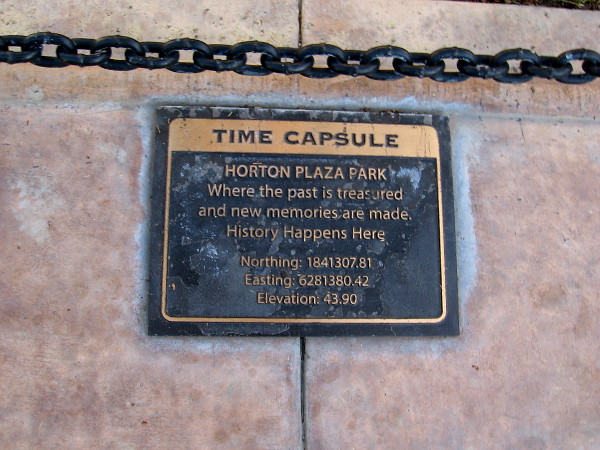 TIME CAPSULE
HORTON PLAZA PARK
Where the past is treasured
and new memories are made.
History Happens Here
Northing: 1841307.81
Easting: 6281380.42
Elevation: 43.90